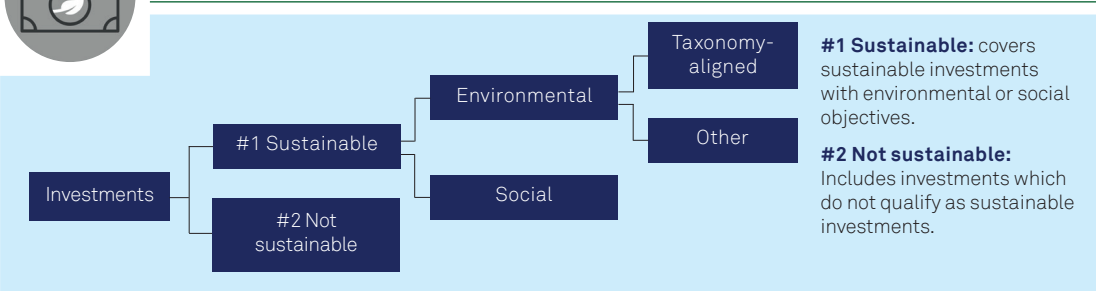 Investments
#1 Sustainable
#2 Not
sustainable
Environmental
Social
Taxonomy-
aligned
Other
#1 Sustainable: covers
sustainable investments
with environmental or social
objectives.
#2 Not sustainable:
Includes investments which
do not qualify as sustainable
investments.